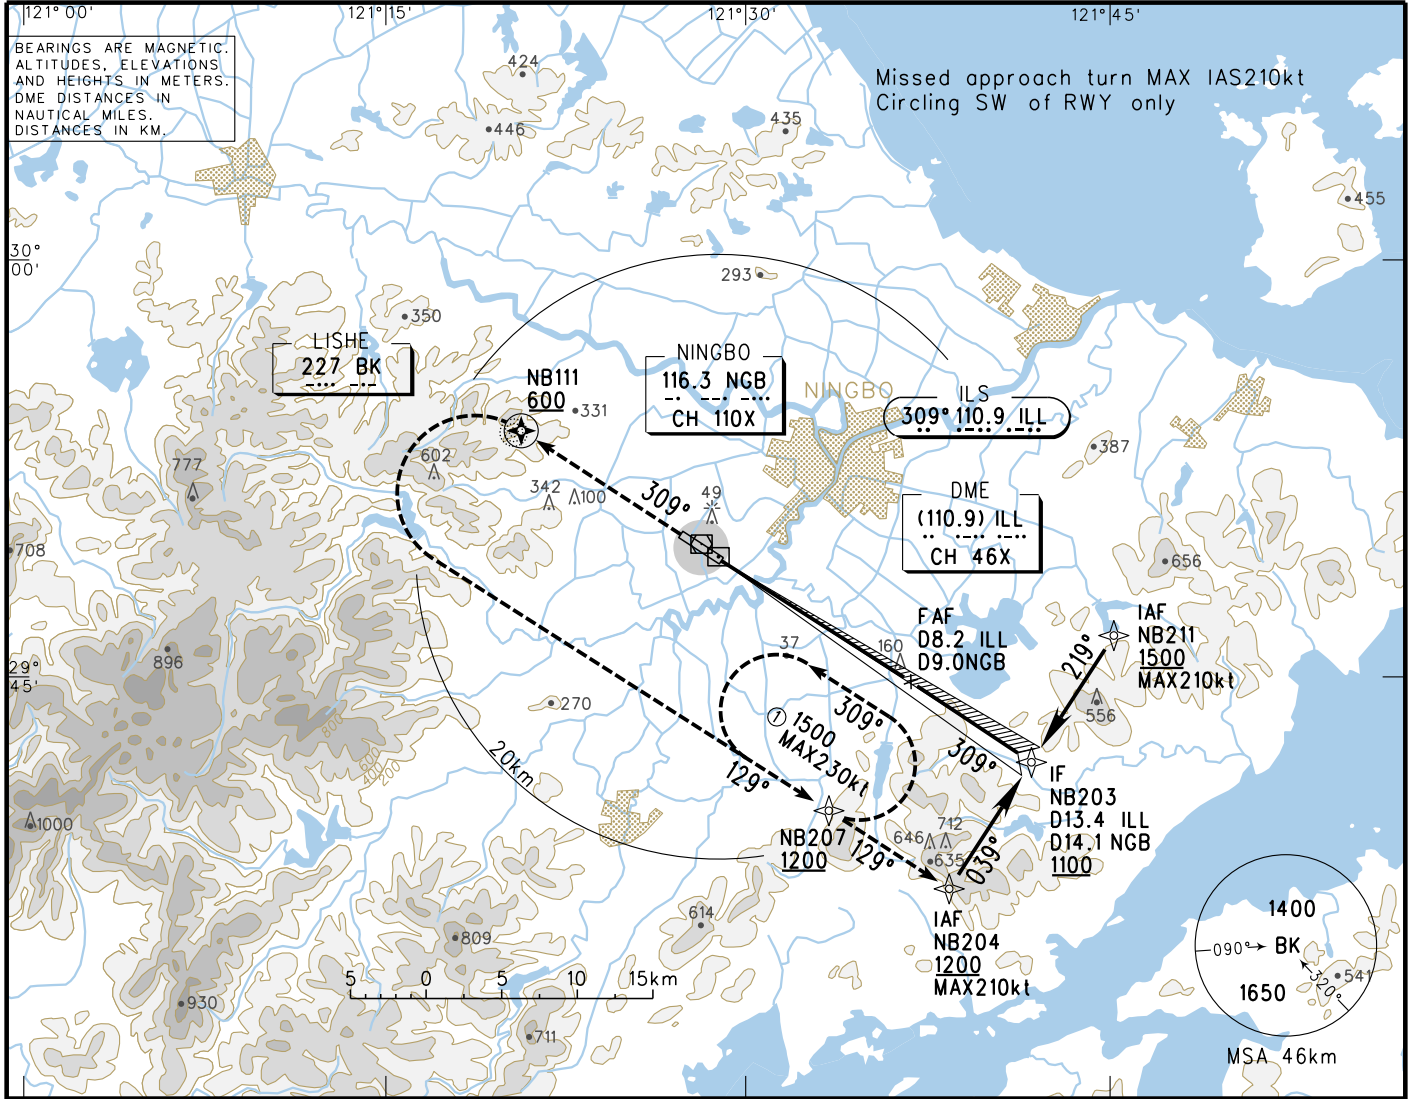 121° 00'
121° 15'
121° 30'
121° 45'
BEARINGS ARE MAGNETIC.
ALTITUDES, ELEVATIONS
AND HEIGHTS IN METERS.
DME DISTANCES IN
NAUTICAL MILES.
DISTANCES IN KM.
Missed approach turn MAX IAS210kt
Circling SW of RWY only
424
446
435
455
30°
00'
293
350
LISHE
227 BK
NB111
600
331
NINGBO
116.3 NGB
CH 110X
NINGBO
ILS
309° 110.9 ILL
387
777
602
342
100
309°
49
DME
(110.9) ILL
CH 46X
708
656
FAF
D8.2 ILL
D9.0NGB
IAF
NB211
1500
MAX210kt
219°
896
29°
45'
37
160
556
270
① 1500
MAX230kt
309°
309°
800
600
400
200
20km
129°
IF
NB203
D13.4 ILL
D14.1 NGB
1100
1000
NB207
1200
129°
646
712
635
039°
614
IAF
NB204
1200
MAX210kt
809
930
711
5 0 5 10 15km
1400
090° BK
320°
541
1650
MSA 46km